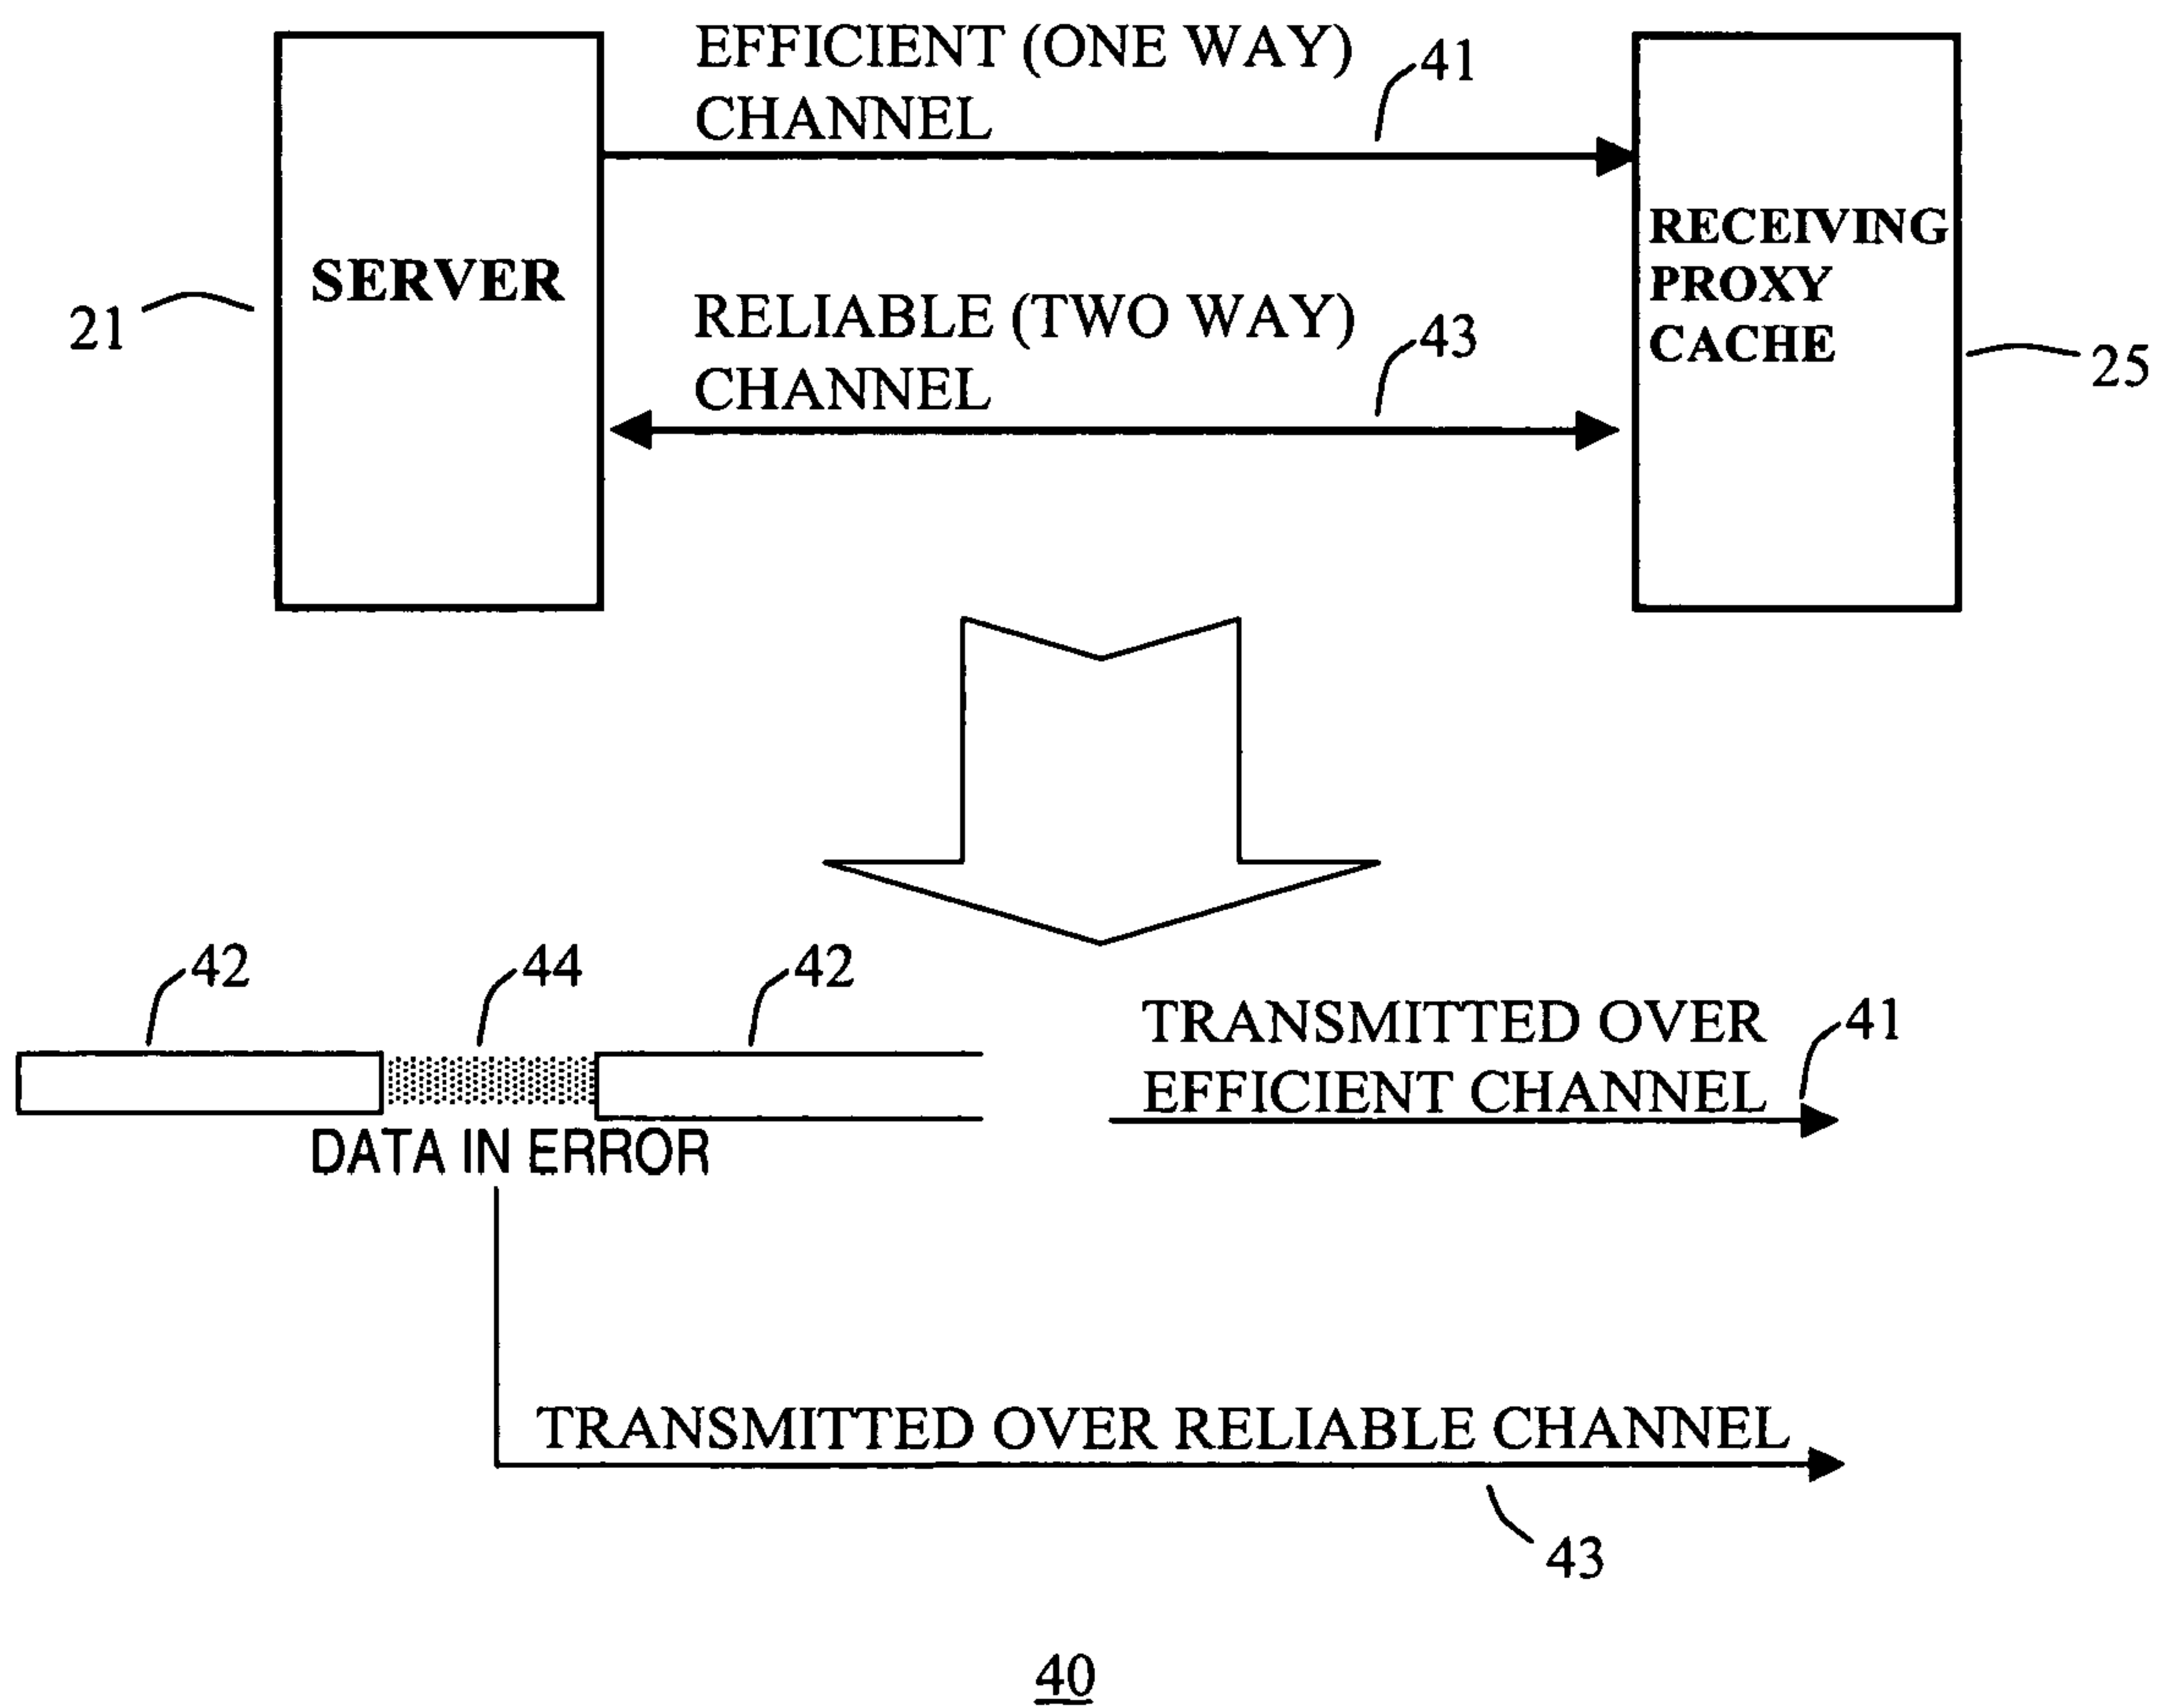 EFFICIENT (ONE WAY)
CHANNEL
41
SERVER
21
RELIABLE (TWO WAY)
CHANNEL
43
RECEIVING
PROXY
CACHE
25
42
44
42
DATA IN ERROR
TRANSMITTED OVER
EFFICIENT CHANNEL
41
TRANSMITTED OVER RELIABLE CHANNEL
43
40